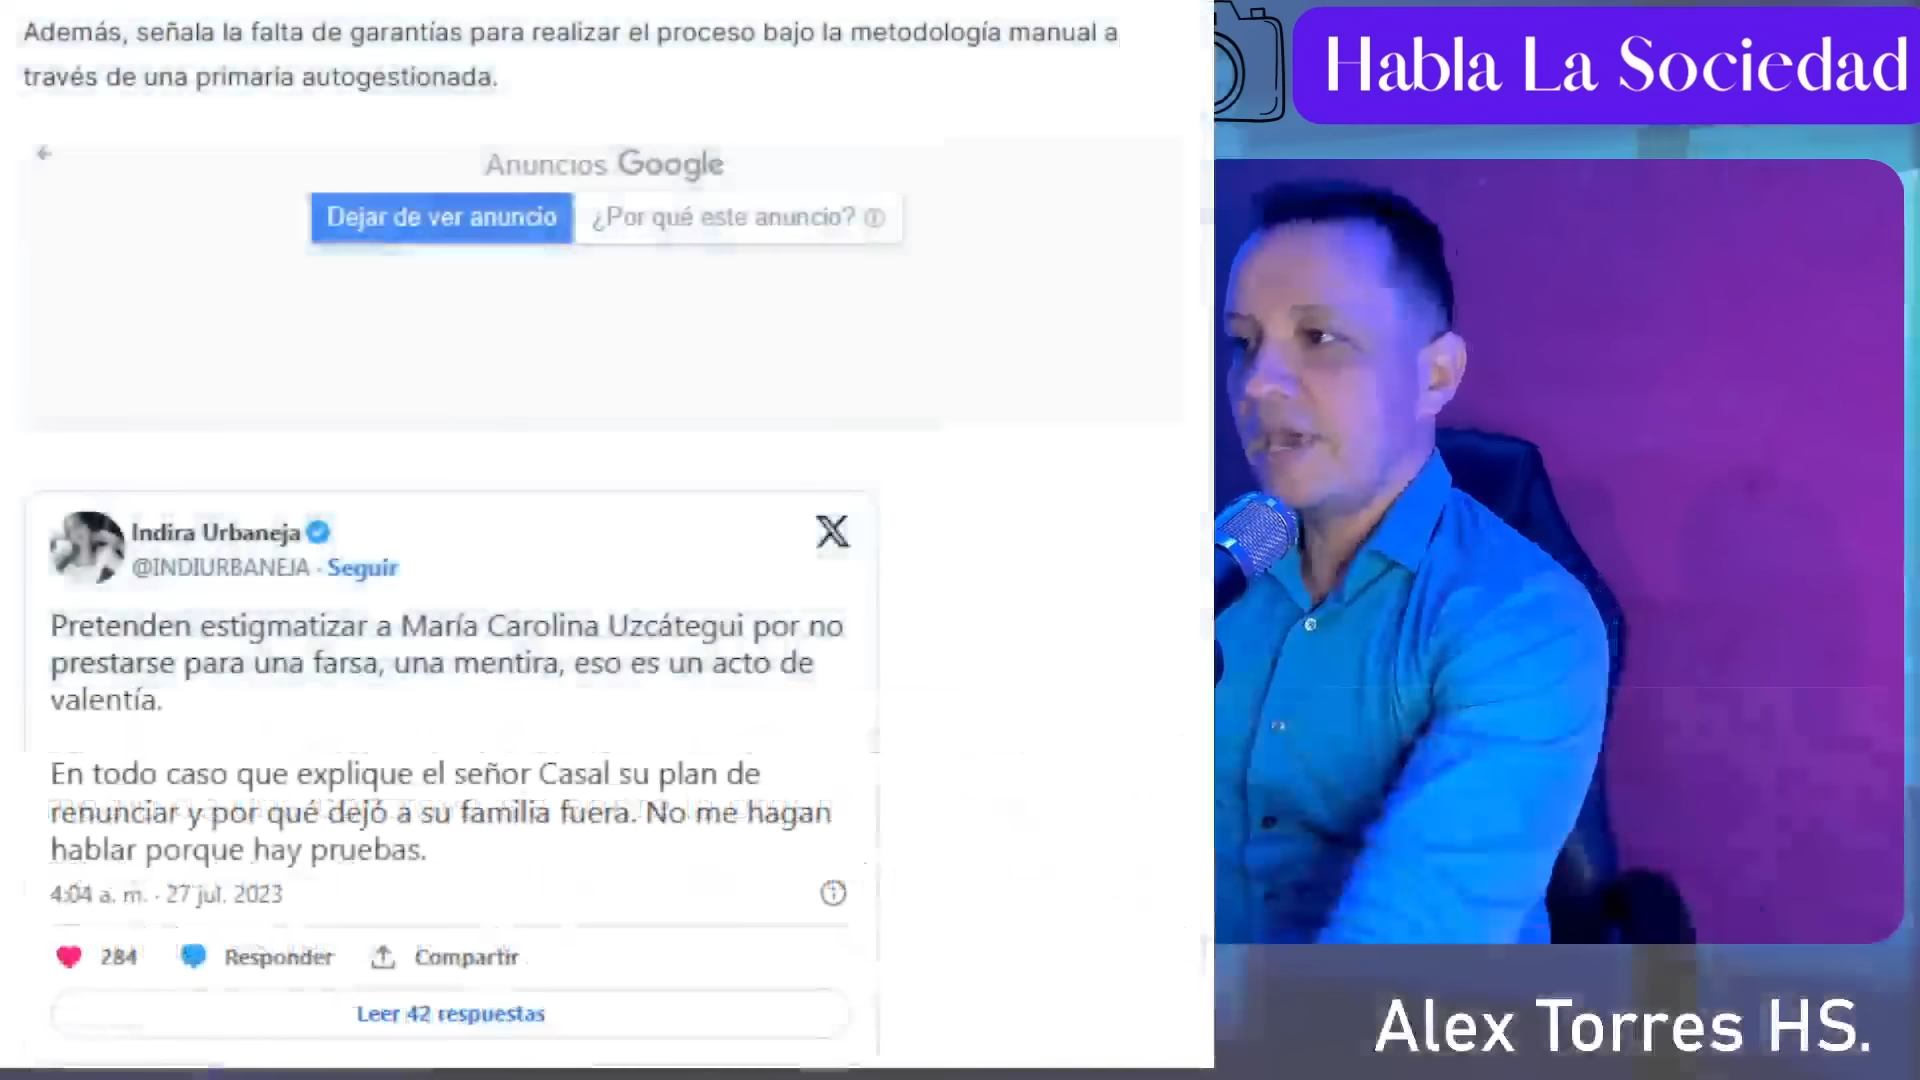 Además, señala la falta de garantías para realizar el proceso bajo la metodología manual a
través de una primaria autogestionada.
Anuncios Google
Dejar de ver anuncio
¿Por qué este anuncio?
Indira Urbaneja
@INDIURBANEJA · Seguir
Pretenden estigmatizar a María Carolina Uzcátegui por no
prestarse para una farsa, una mentira, eso es un acto de
valentía.
En todo caso que explique el señor Casal su plan de
renunciar y por qué dejó a su familia fuera. No me hagan
hablar porque hay pruebas.
4:04 a. m. · 27 jul. 2023
284
Responder
Compartir
Leer 42 respuestas
Habla La Sociedad
Alex Torres HS.